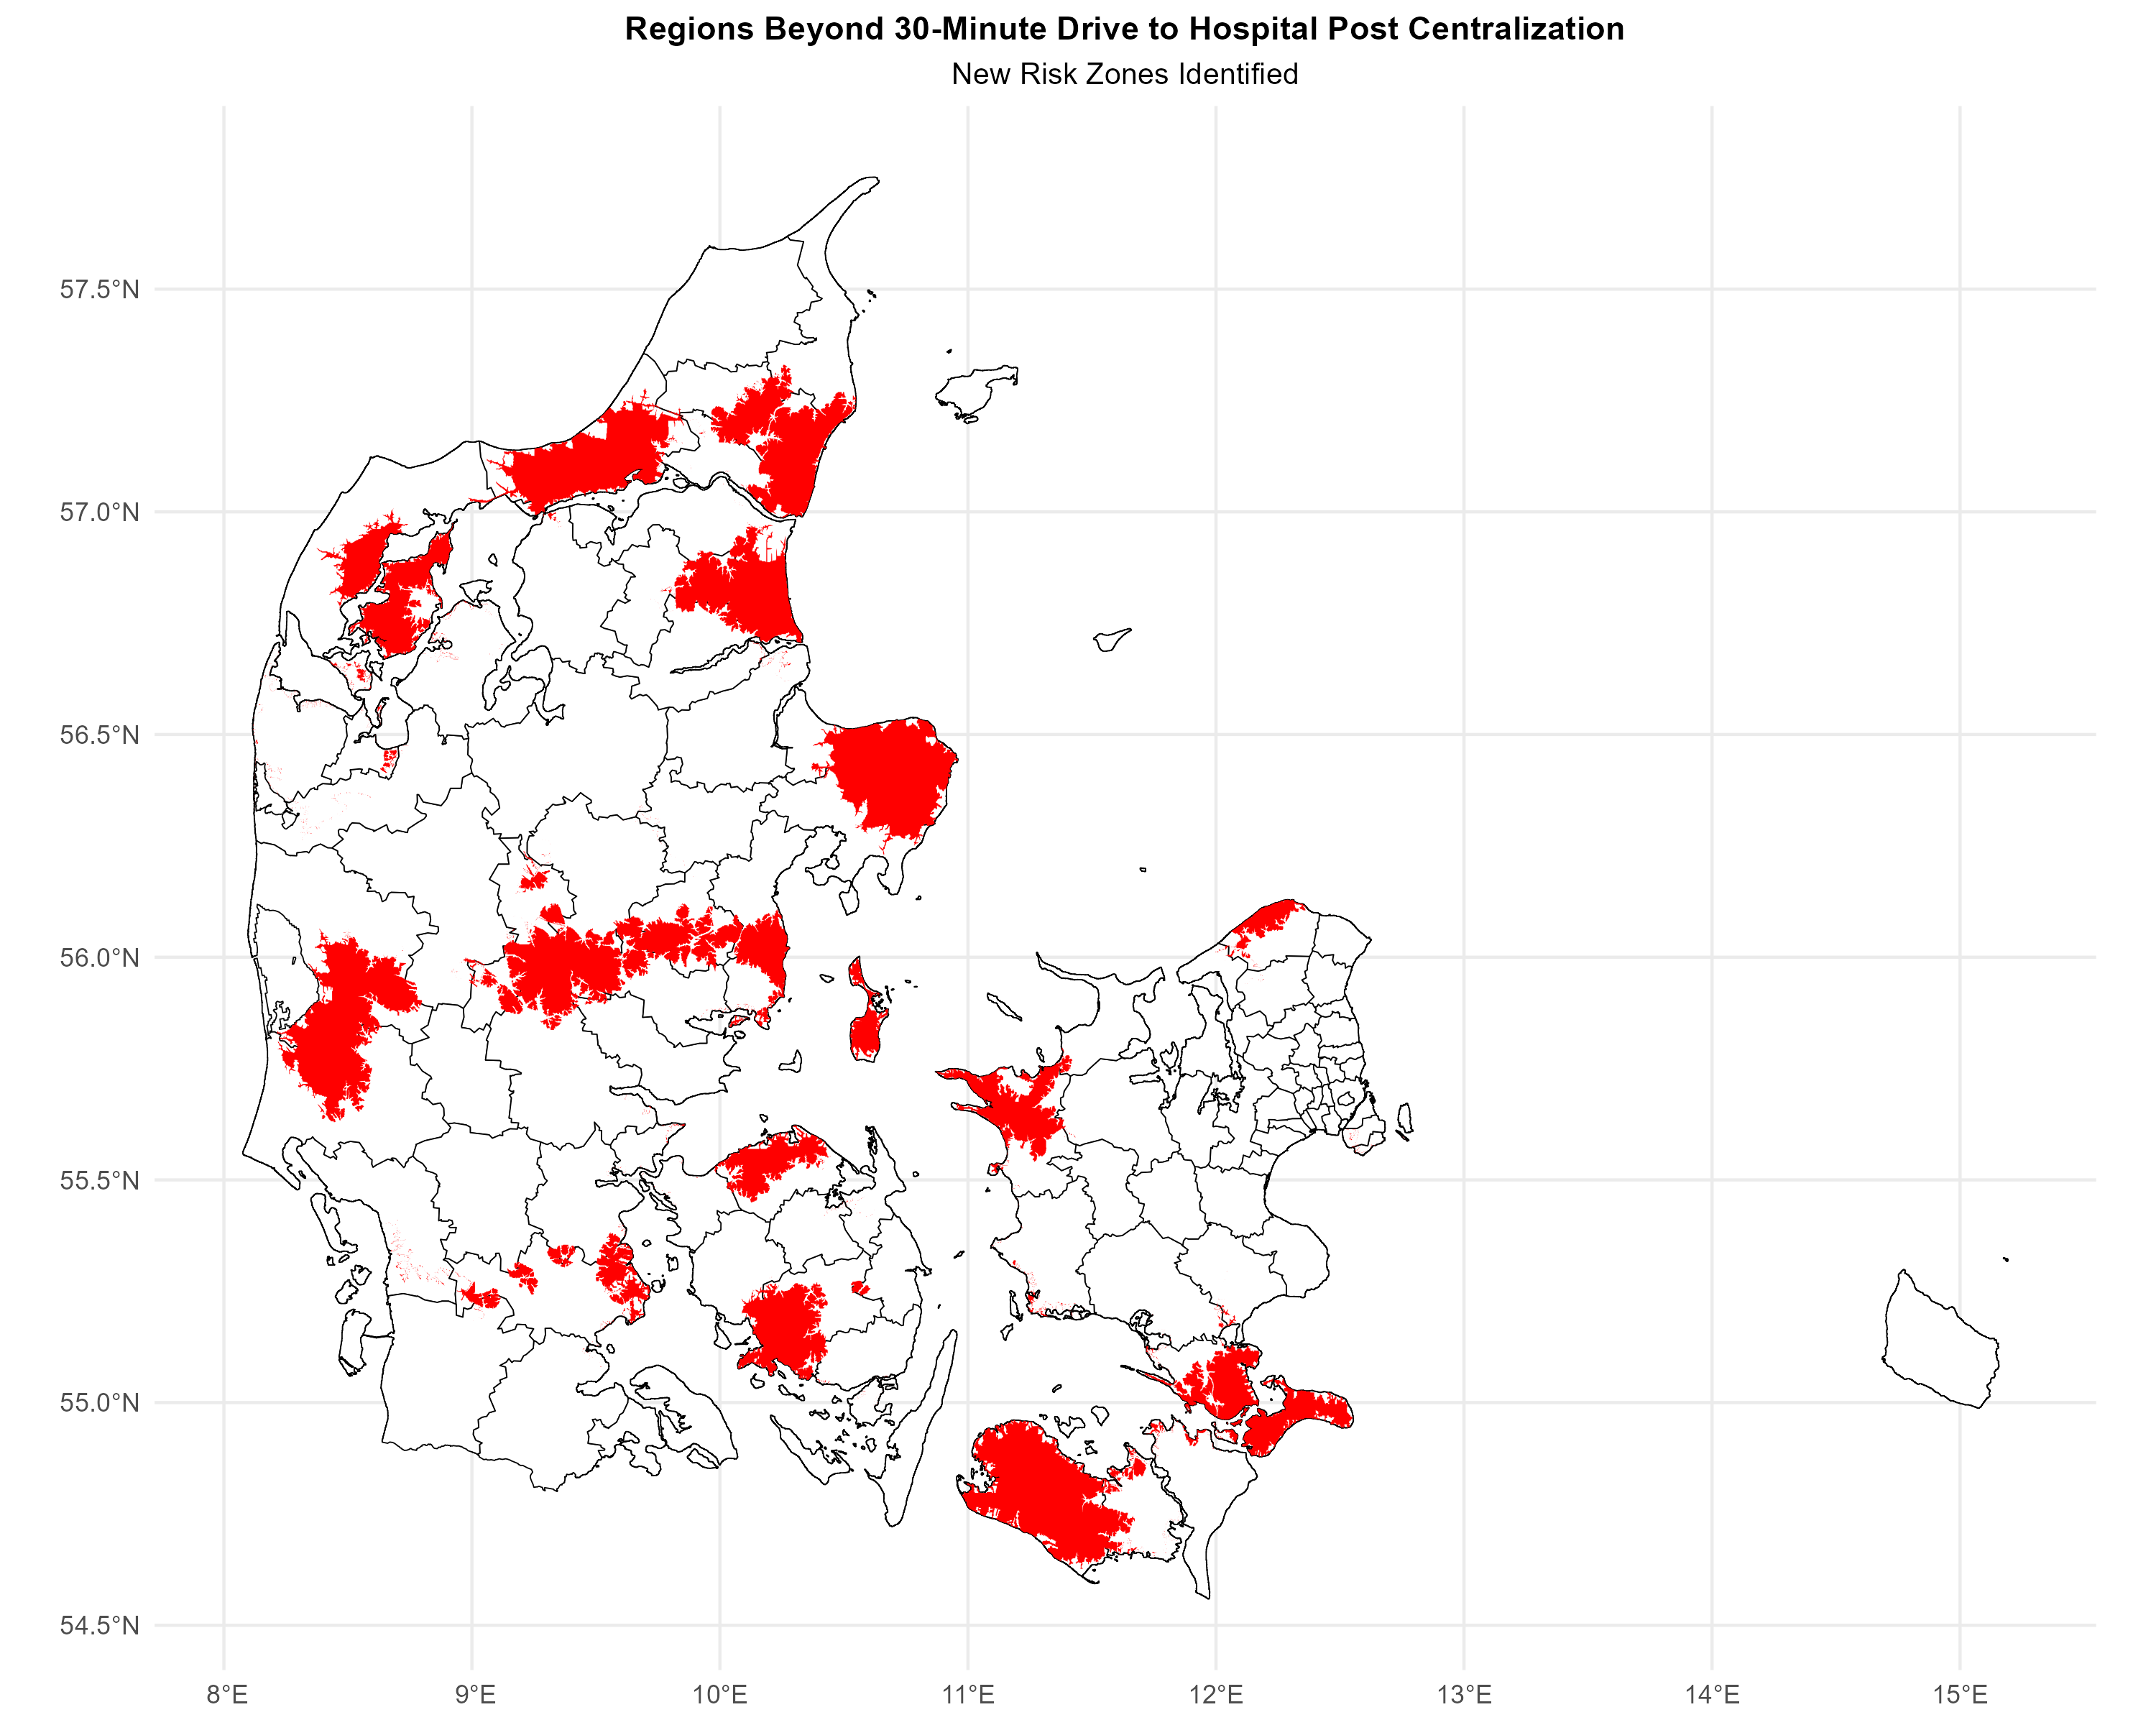 Regions Beyond 30-Minute Drive to Hospital Post Centralization
New Risk Zones Identified
57.5°N
57.0°N
56.5°N
56.0°N
55.5°N
55.0°N
54.5°N
8°E 9°E 10°E 11°E 12°E 13°E 14°E 15°E